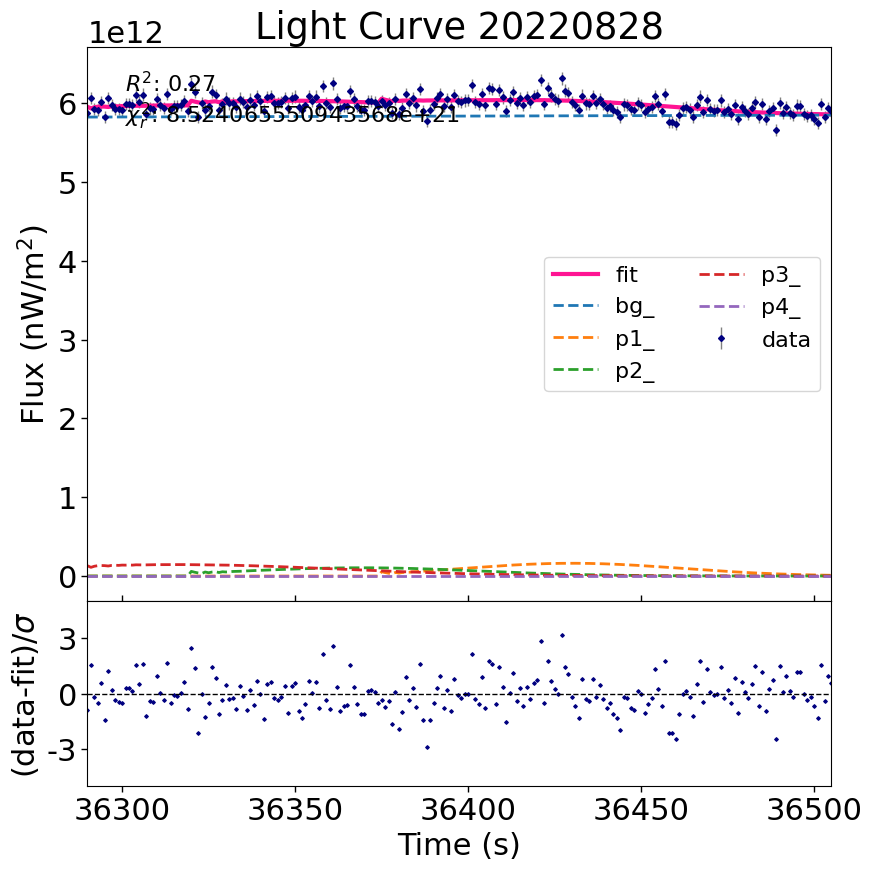 Light Curve 20220828
1e12
R²: 0.27
χ²ᵣ: 8.524065550943568e+21
6
5
4
3
2
1
0
Flux (nW/m²)
fit
bg_
p1_
p2_
p3_
p4_
data
3
0
-3
(data-fit)/σ
36300 36350 36400 36450 36500
Time (s)